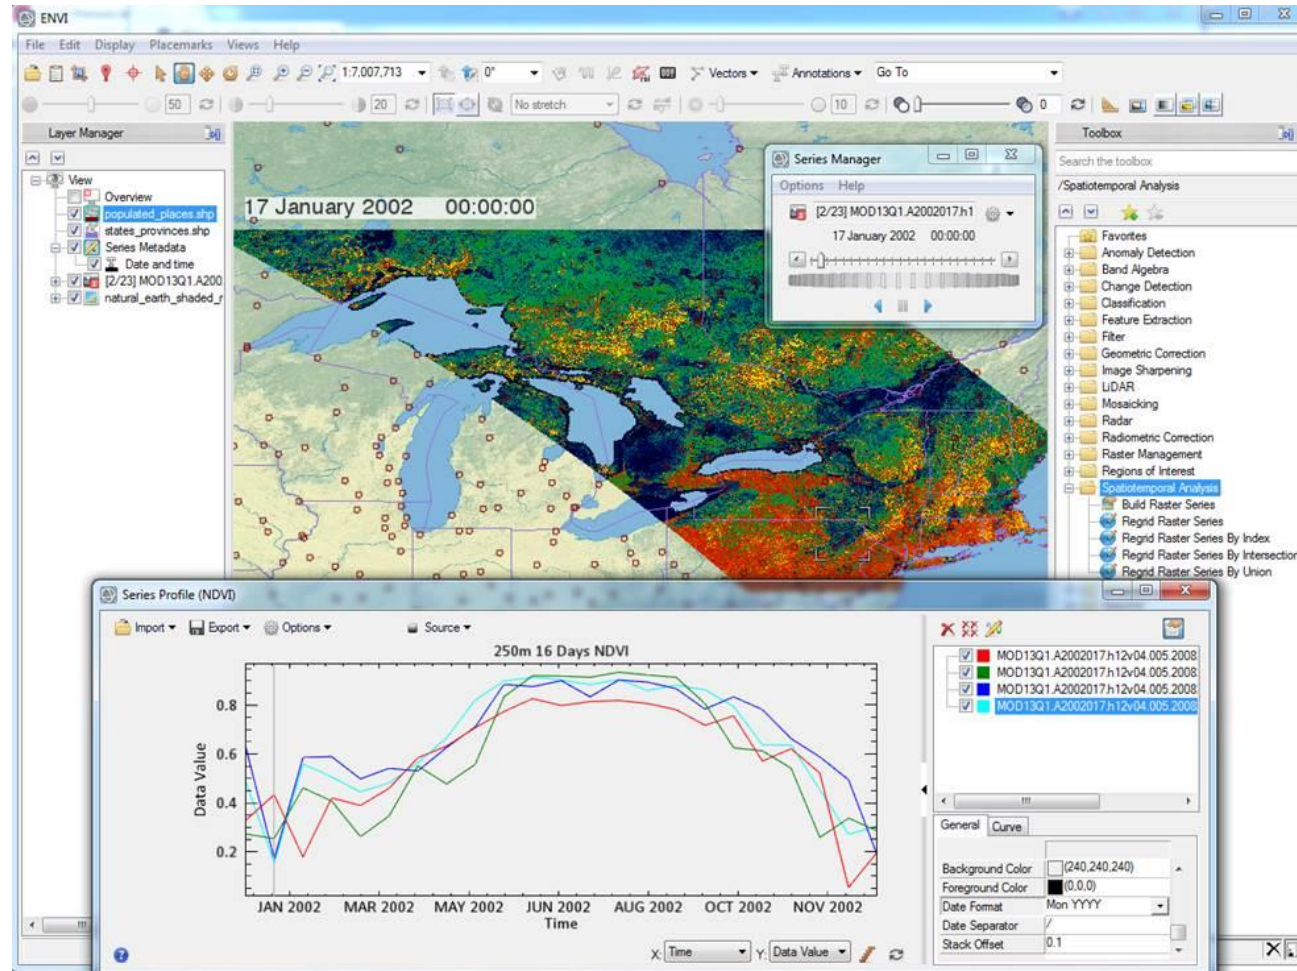 ENVI
File Edit Display Placemarks Views Help
1:7,007,713 0° Vectors Annotations Go To
50 20 No stretch 10 0
Layer Manager
View
Overview
populated_places.shp
states_provinces.shp
Series Metadata
Date and time
[2/23] MOD13Q1.A200
natural_earth_shaded_r
17 January 2002 00:00:00
Series Manager
Options Help
[2/23] MOD13Q1.A2002017.h1
17 January 2002 00:00:00
Toolbox
Search the toolbox
/Spatiotemporal Analysis
Favorites
Anomaly Detection
Band Algebra
Change Detection
Classification
Feature Extraction
Filter
Geometric Correction
Image Sharpening
LiDAR
Mosaicking
Radar
Radiometric Correction
Raster Management
Regions of Interest
Spatiotemporal Analysis
Build Raster Series
Regrid Raster Series
Regrid Raster Series By Index
Regrid Raster Series By Intersection
Regrid Raster Series By Union
Series Profile (NDVI)
Import Export Options Source
250m 16 Days NDVI
Data Value
0.8
0.6
0.4
0.2
JAN 2002 MAR 2002 MAY 2002 JUN 2002 AUG 2002 OCT 2002 NOV 2002
Time
X: Time Y: Data Value
MOD13Q1.A2002017.h12v04.005.2008
MOD13Q1.A2002017.h12v04.005.2008
MOD13Q1.A2002017.h12v04.005.2008
MOD13Q1.A2002017.h12v04.005.2008
General Curve
Background Color (240,240,240)
Foreground Color (0,0,0)
Date Format Mon YYYY
Date Separator /
Stack Offset 0.1